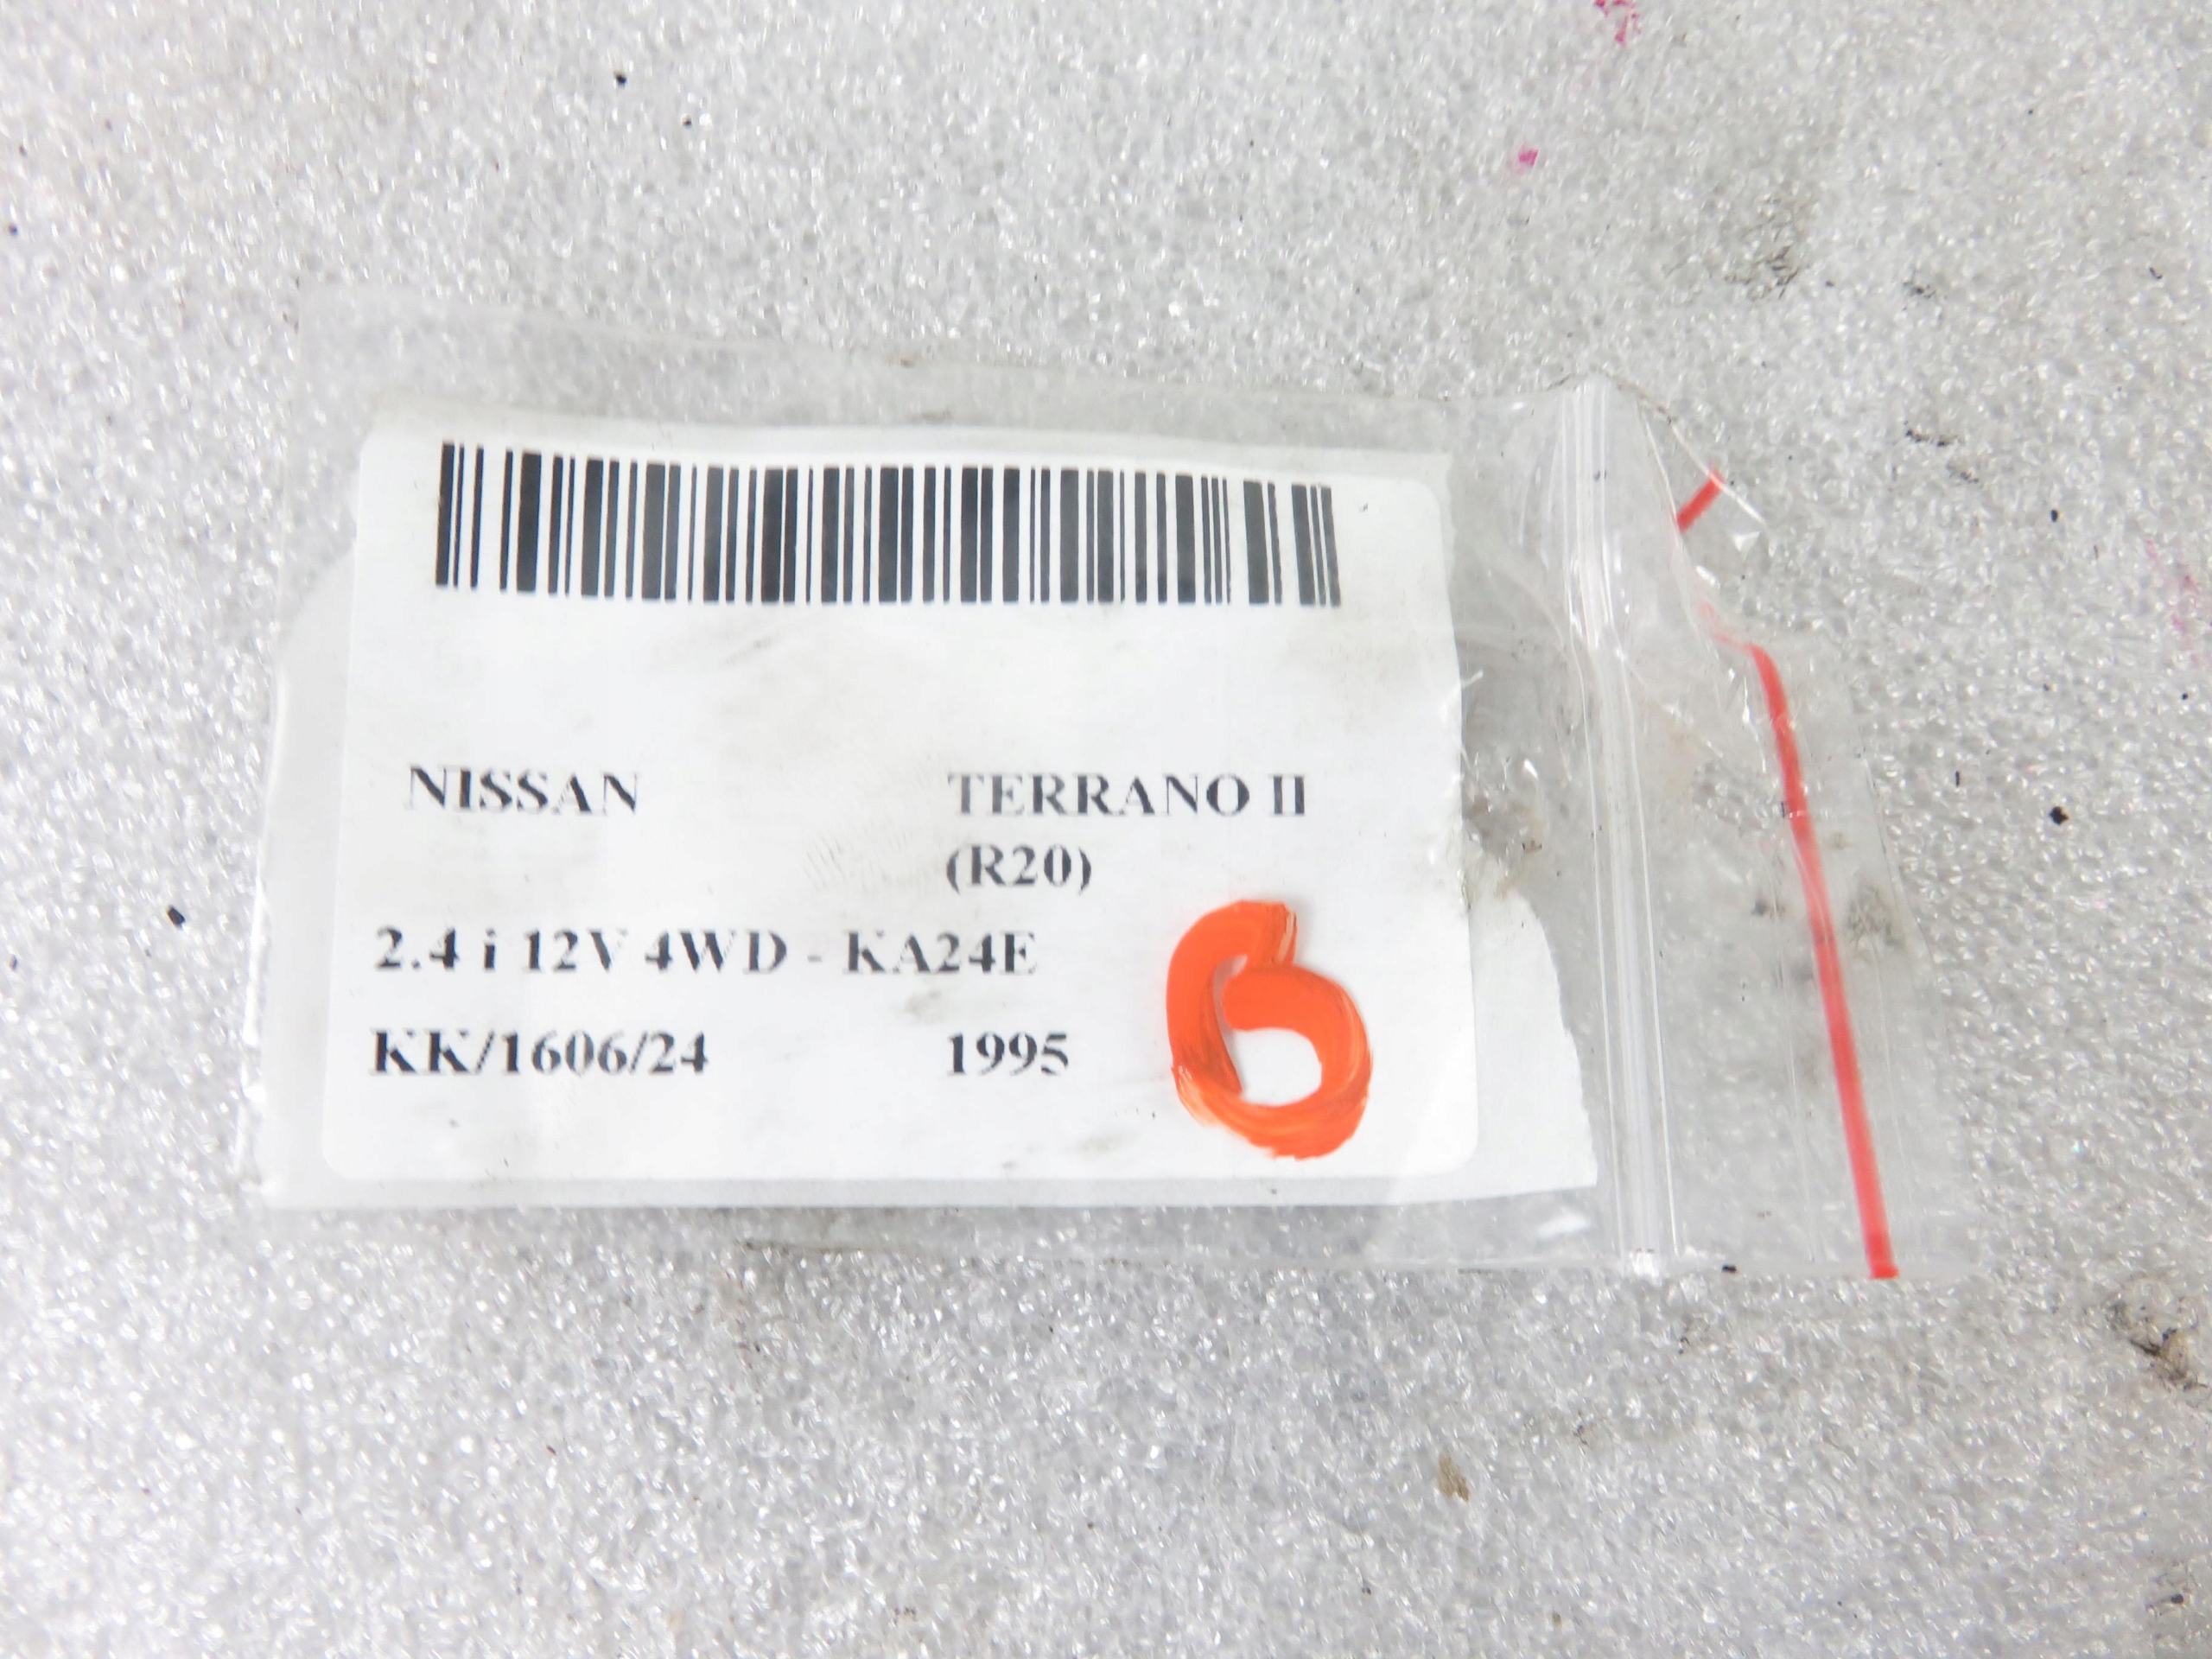 NISSAN TERRANO II
(R20)
2.4 i 12V 4WD - KA24E
KK/1606/24 1995
6